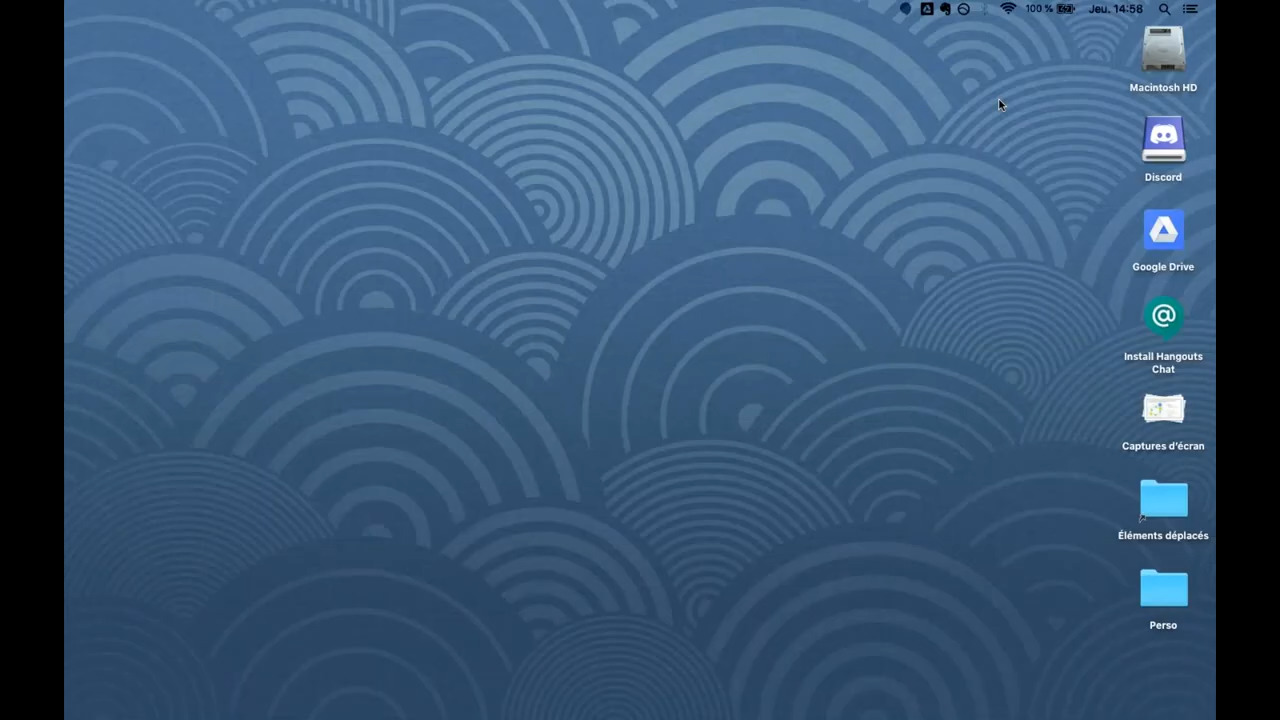 100 % Jeu. 14:58
Macintosh HD
Discord
Google Drive
@
Install Hangouts
Chat
Captures d'écran
Éléments déplacés
Perso